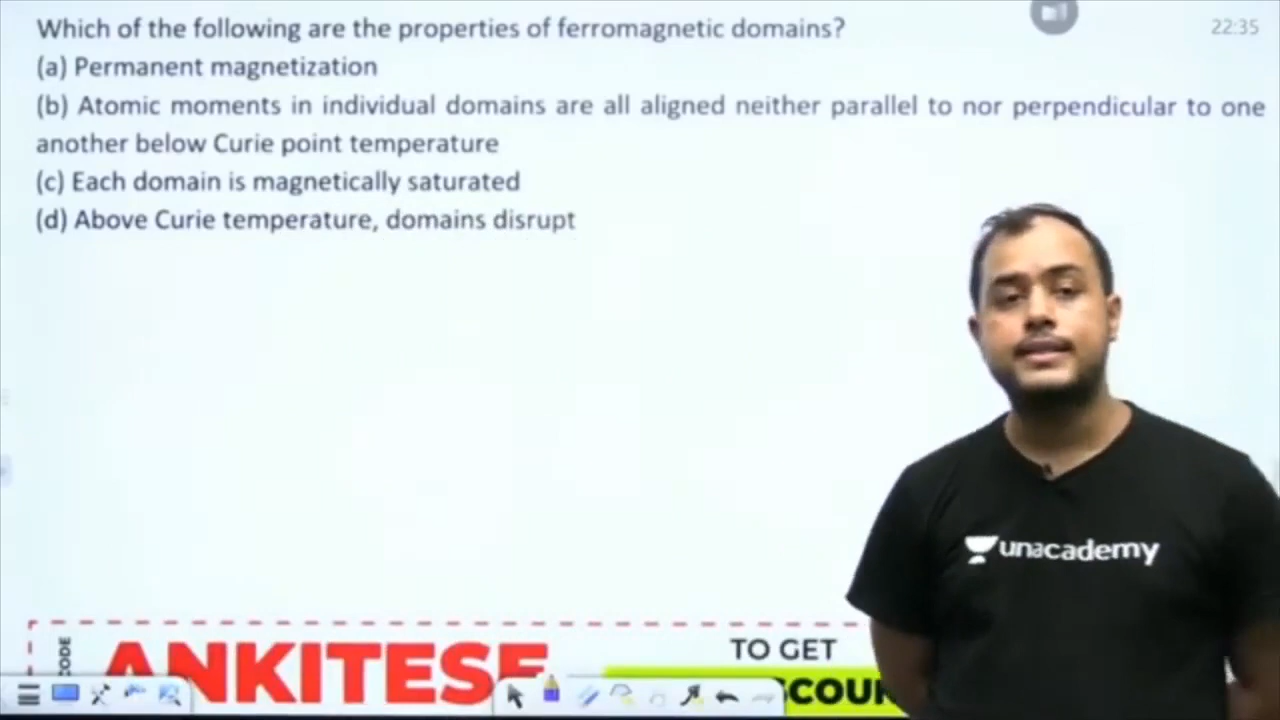 Which of the following are the properties of ferromagnetic domains?
22:35
(a) Permanent magnetization
(b) Atomic moments in individual domains are all aligned neither parallel to nor perpendicular to one
another below Curie point temperature
(c) Each domain is magnetically saturated
(d) Above Curie temperature, domains disrupt
unacademy
CODE
ANKITESE
TO GET